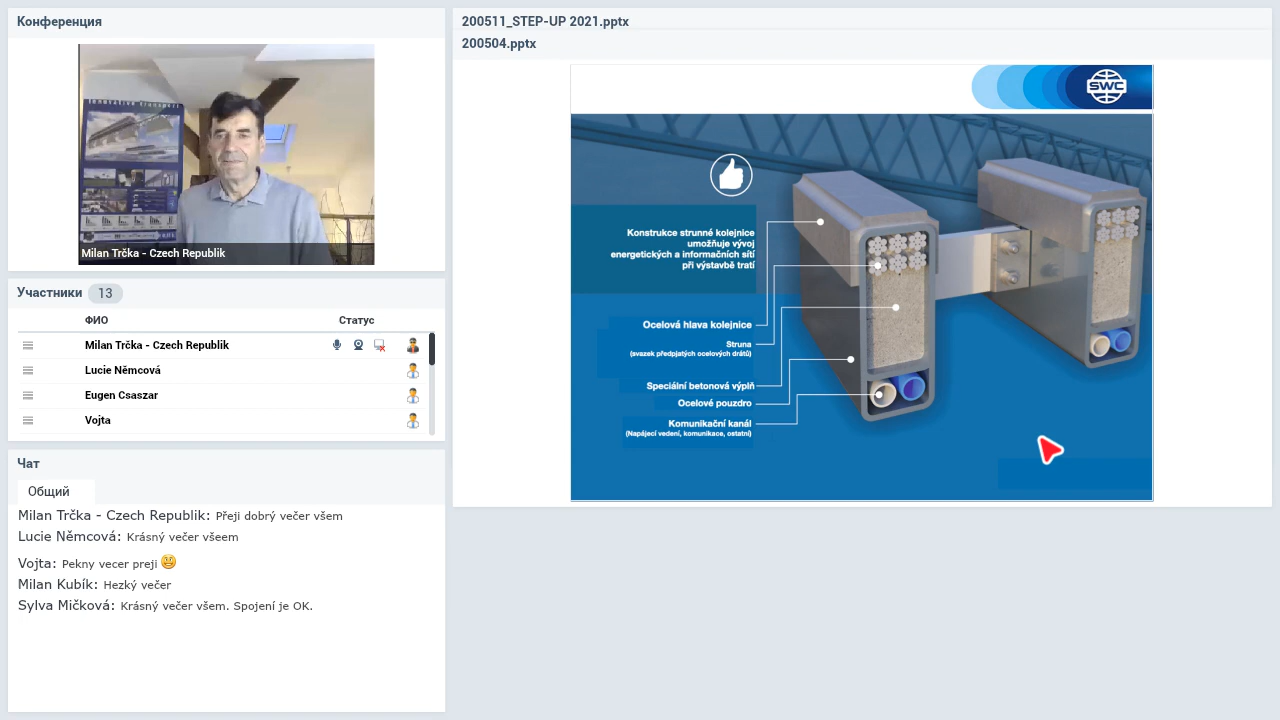 Конференция
Innovative transport
Milan Trčka - Czech Republik
Участники 13
ФИО Статус
Milan Trčka - Czech Republik
Lucie Němcová
Eugen Csaszar
Vojta
Чат
Общий
Milan Trčka - Czech Republik: Přeji dobrý večer všem
Lucie Němcová: Krásný večer všeem
Vojta: Pekny vecer preji
Milan Kubík: Hezký večer
Sylva Mičková: Krásný večer všem. Spojení je OK.
200511_STEP-UP 2021.pptx
200504.pptx
SWC
Konstrukce strunné kolejnice
umožňuje vývoj
energetických a informačních sítí
při výstavbě tratí
Ocelová hlava kolejnice
Struna
(svazek předpjatých ocelových drátů)
Speciální betonová výplň
Ocelové pouzdro
Komunikační kanál
(Napájecí vedení, komunikace, ostatní)